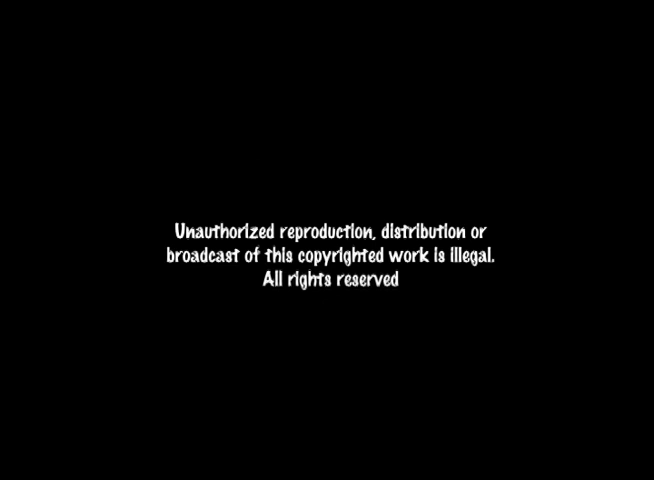 Unauthorized reproduction, distribution or
broadcast of this copyrighted work is illegal.
All rights reserved